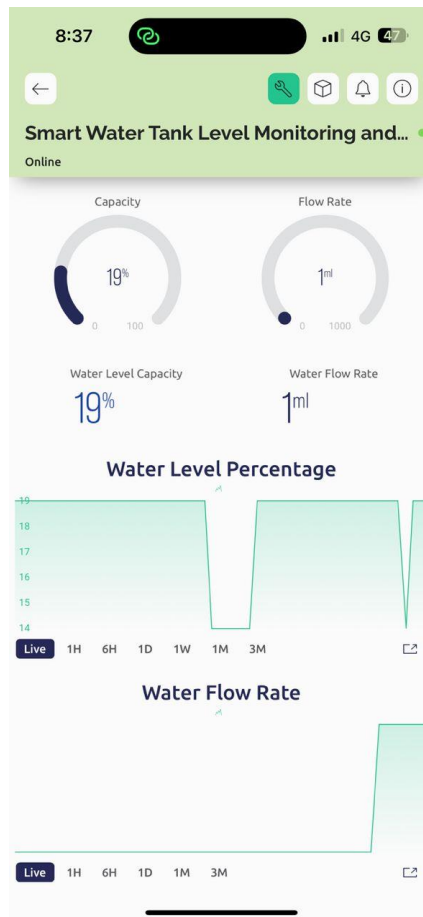 8:37 4G 47
Smart Water Tank Level Monitoring and...
Online
Capacity Flow Rate
19% 1ml
0 100 0 1000
Water Level Capacity Water Flow Rate
19% 1ml
Water Level Percentage
19
18
17
16
15
14
Live 1H 6H 1D 1W 1M 3M
Water Flow Rate
Live 1H 6H 1D 1M 3M